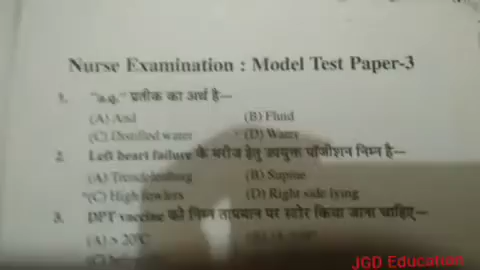 Nurse Examination : Model Test Paper-3
1. "a.q." प्रतीक का अर्थ है—
(A) And (B) Fluid
(C) Distilled water (D) Water
2. Left heart failure के मरीज हेतु उपयुक्त पॉजीशन निम्न है—
(A) Trendelenburg (B) Supine
(C) High fowlers (D) Right side lying
3. DPT vaccine को निम्न तापमान पर स्टोर किया जाना चाहिए—
(A) > 20°C (B)
(C)
JGD Education